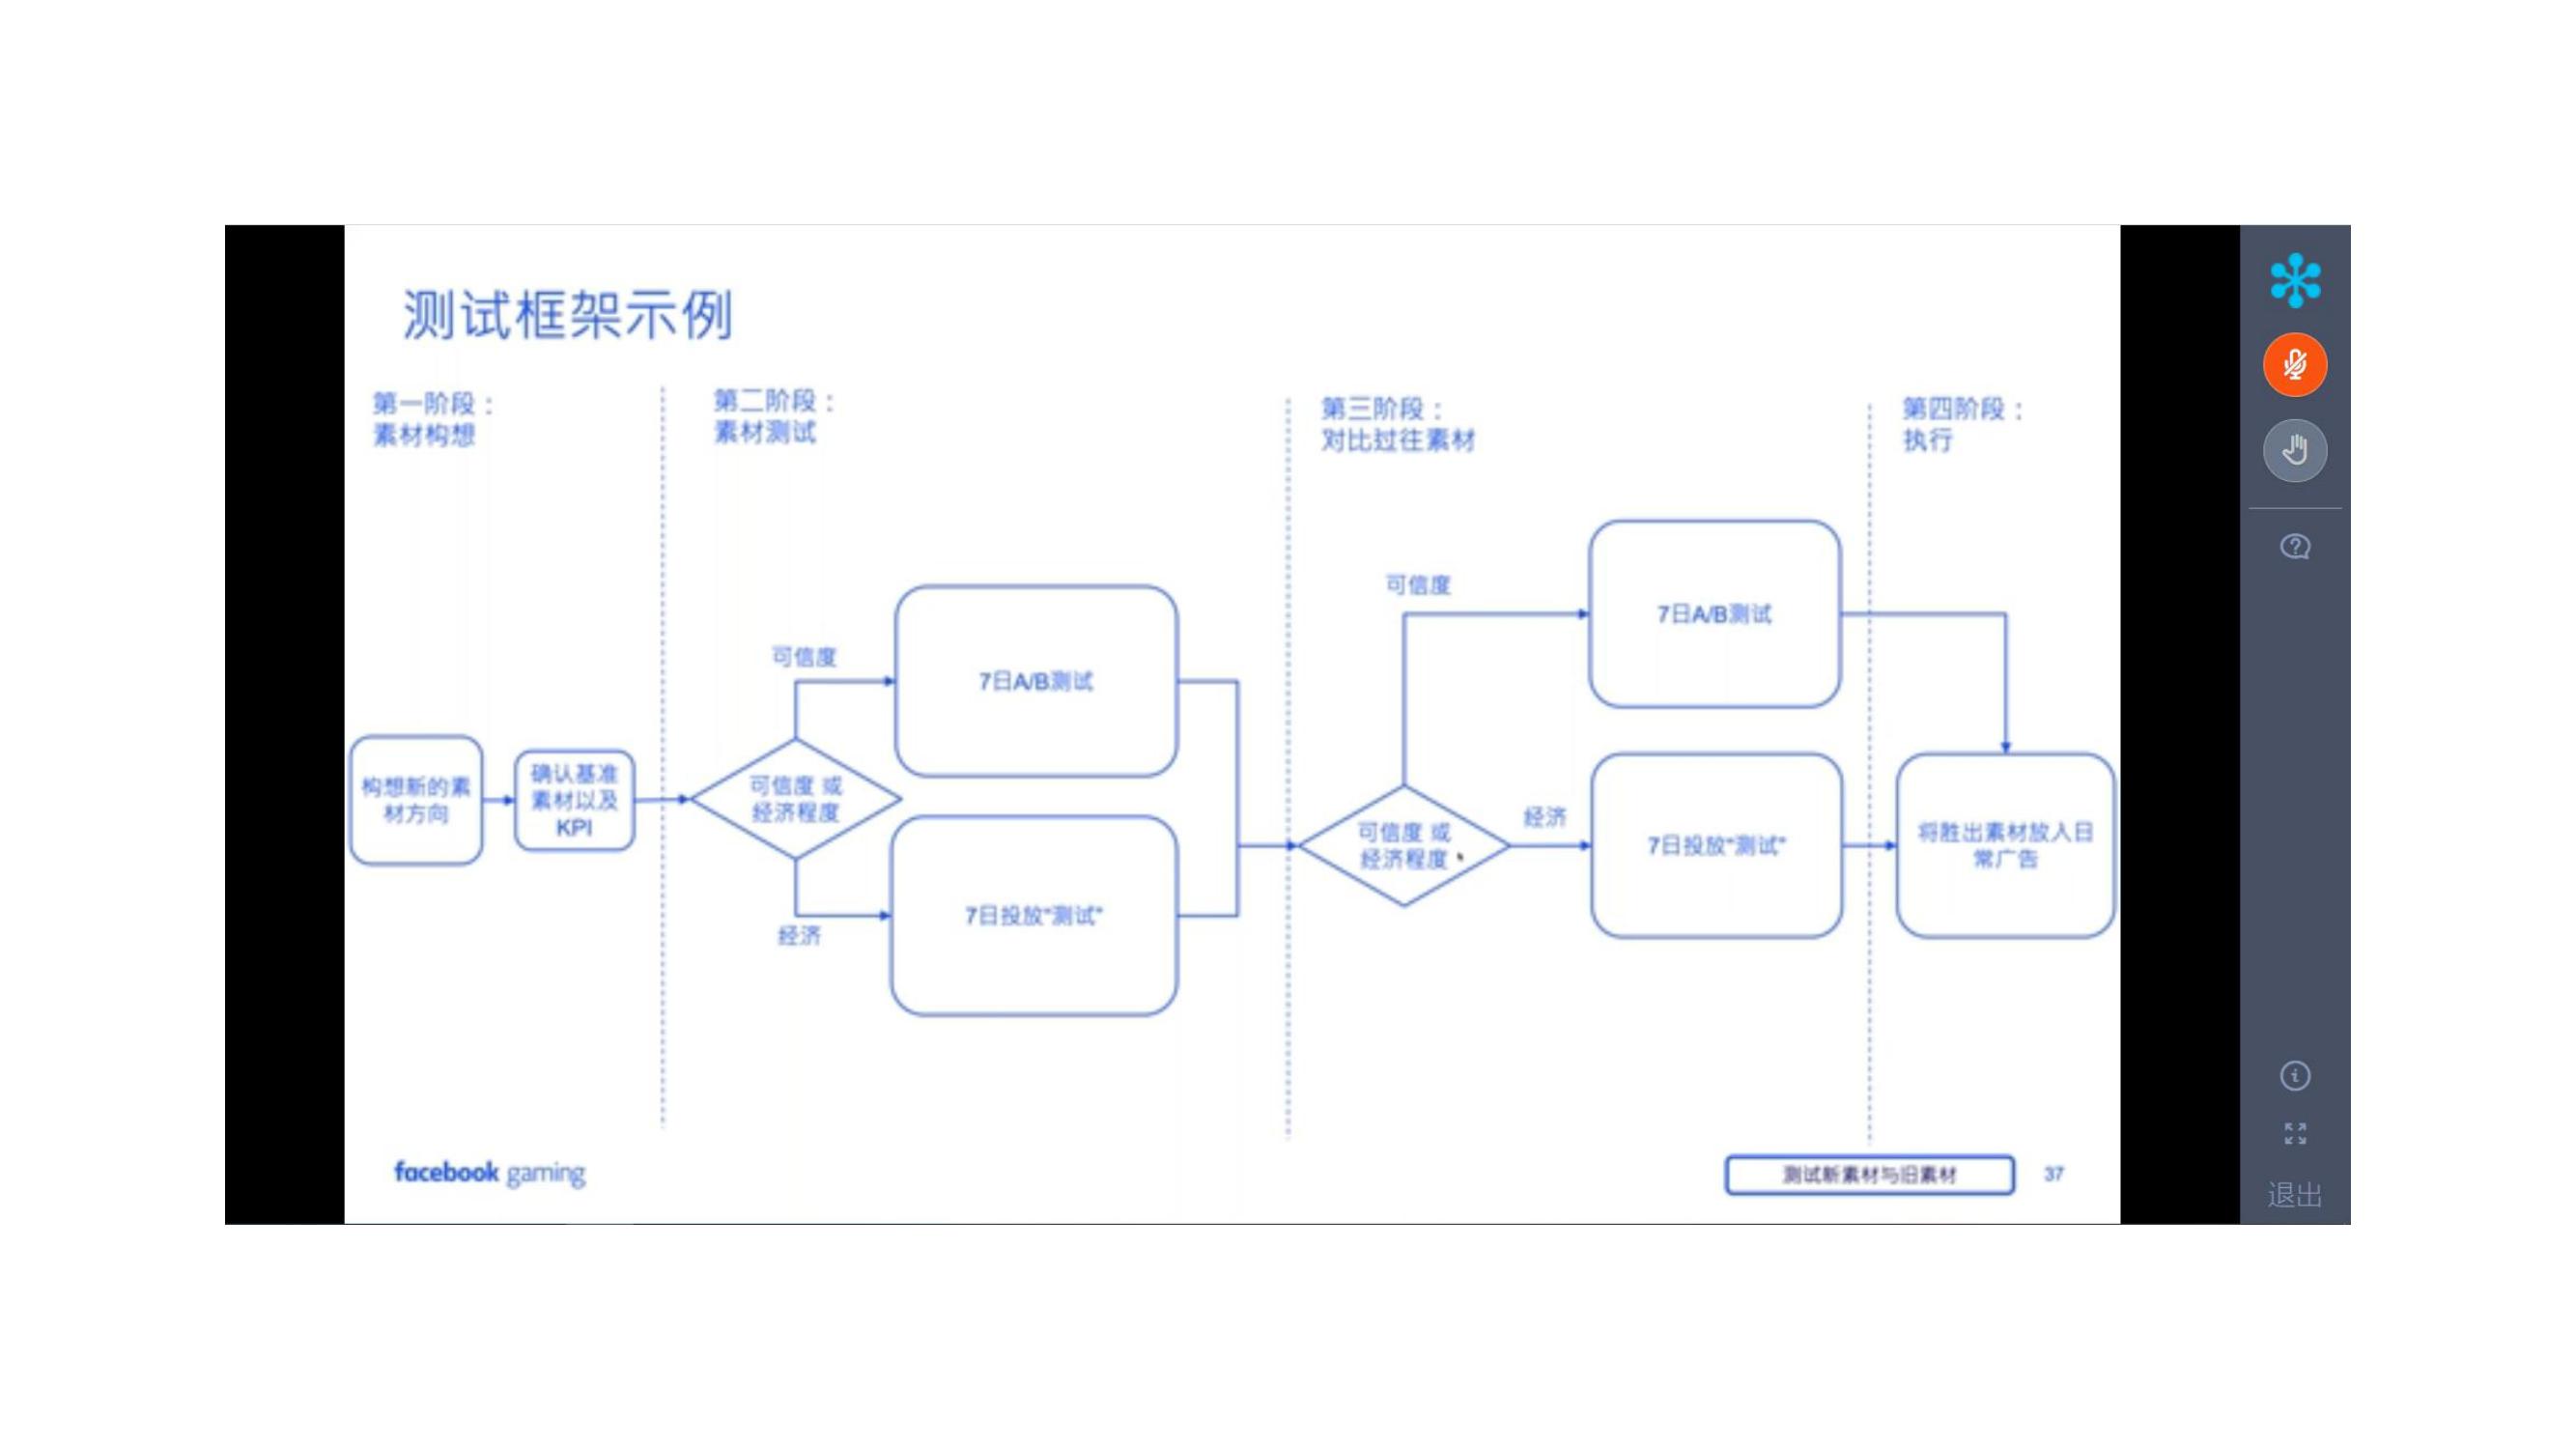 测试框架示例
第一阶段：
素材构想
第二阶段：
素材测试
第三阶段：
对比过往素材
第四阶段：
执行
构想新的素
材方向
确认基准
素材以及
KPI
可信度 或
经济程度
可信度
7日A/B测试
经济
7日投放“测试”
可信度 或
经济程度
可信度
7日A/B测试
经济
7日投放“测试”
将胜出素材放入日
常广告
facebook gaming
测试新素材与旧素材
37
退出